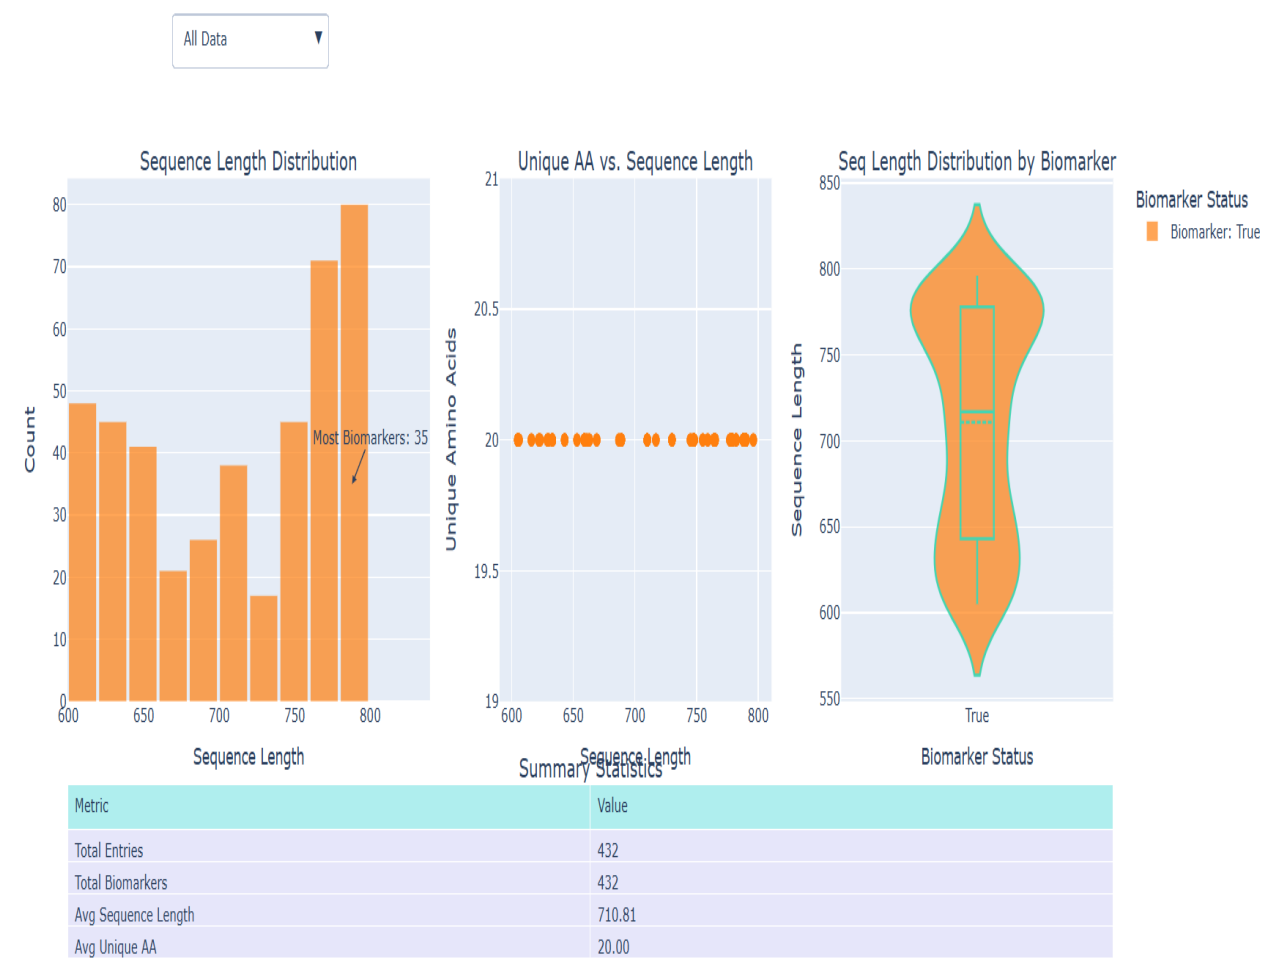 All Data ▼
Sequence Length Distribution
Unique AA vs. Sequence Length
Seq Length Distribution by Biomarker
Biomarker Status
Biomarker: True
Count
80
70
60
50
40
30
20
10
0
600 650 700 750 800
Most Biomarkers: 35
Sequence Length
Unique Amino Acids
21
20.5
20
19.5
19
600 650 700 750 800
Sequence Length
Sequence Length
850
800
750
700
650
600
550
True
Biomarker Status
Summary Statistics
Metric Value
Total Entries 432
Total Biomarkers 432
Avg Sequence Length 710.81
Avg Unique AA 20.00